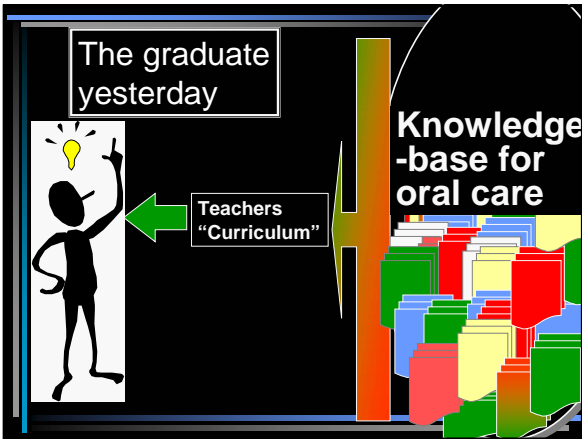 The graduate
yesterday
Knowledge
-base for
oral care
Teachers
“Curriculum”